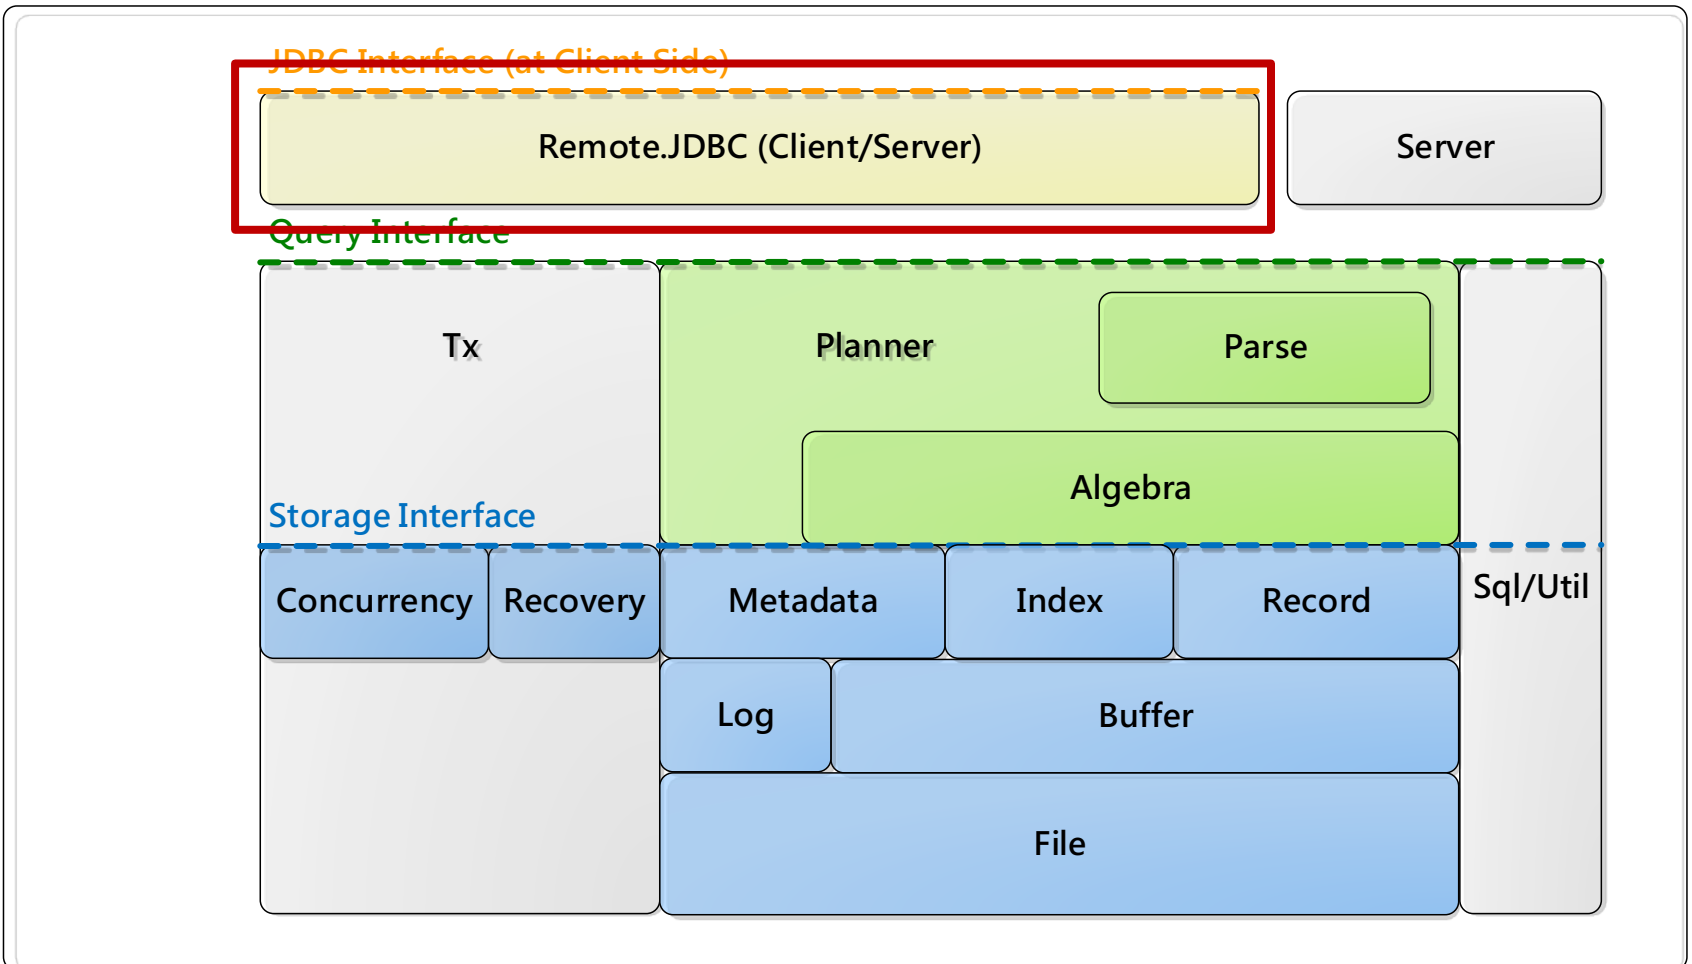 JDBC Interface (at Client Side)
Remote.JDBC (Client/Server)
Server
Query Interface
Tx
Planner
Parse
Algebra
Storage Interface
Concurrency
Recovery
Metadata
Index
Record
Sql/Util
Log
Buffer
File